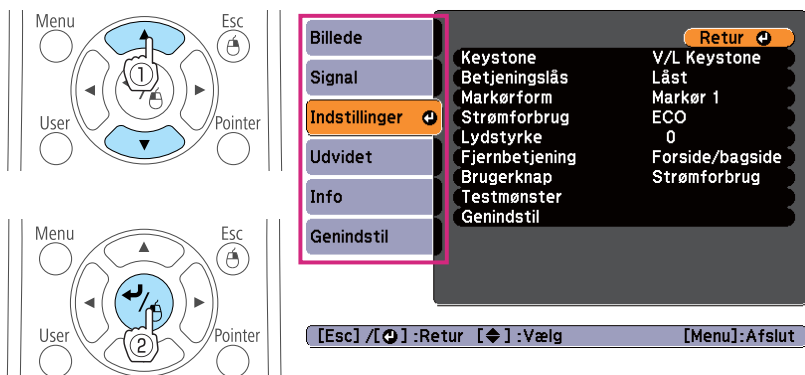 Menu
Esc
①
User
Pointer
Menu
Esc
User
Pointer
②
Billede
Signal
Indstillinger
Udvidet
Info
Genindstil
Retur
Keystone V/L Keystone
Betjeningslås Låst
Markørform Markør 1
Strømforbrug ECO
Lydstyrke 0
Fjernbetjening Forside/bagside
Brugerknap Strømforbrug
Testmønster
Genindstil
[Esc] /[⏎] :Retur [◆] :Vælg [Menu]:Afslut